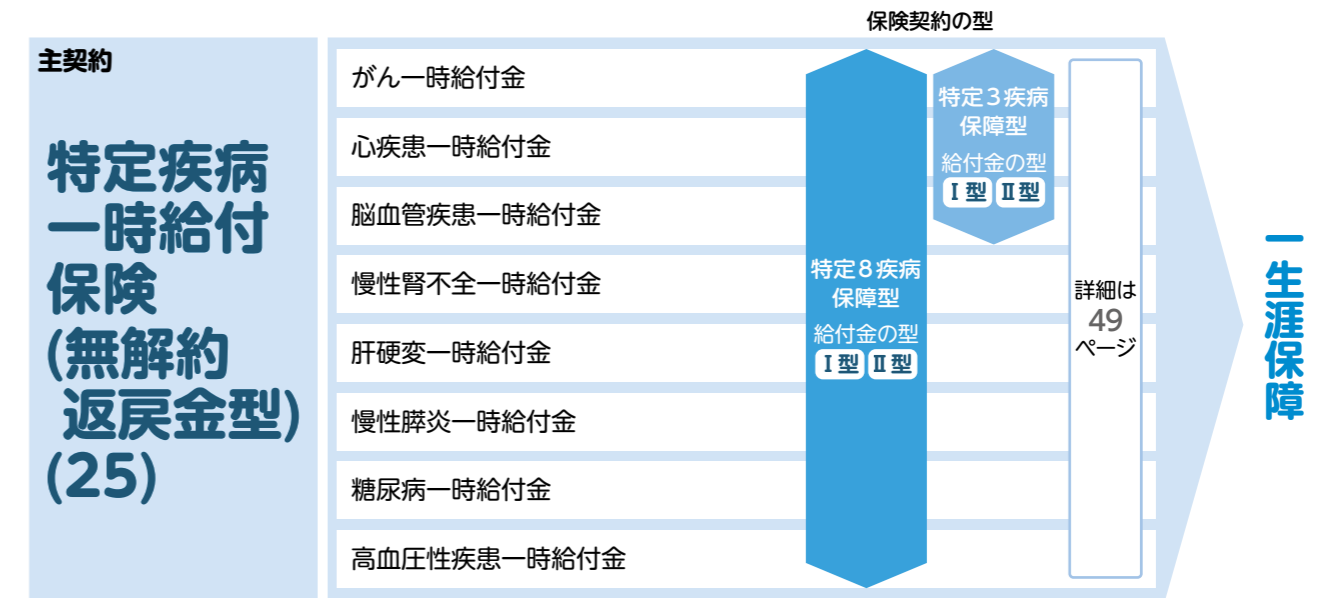 保険契約の型
主契約
特定疾病
一時給付
保険
(無解約
返戻金型)
(25)
がん一時給付金
心疾患一時給付金
脳血管疾患一時給付金
慢性腎不全一時給付金
肝硬変一時給付金
慢性膵炎一時給付金
糖尿病一時給付金
高血圧性疾患一時給付金
特定8疾病
保障型
給付金の型
Ⅰ型 Ⅱ型
特定3疾病
保障型
給付金の型
Ⅰ型 Ⅱ型
詳細は
49
ページ
一生涯保障